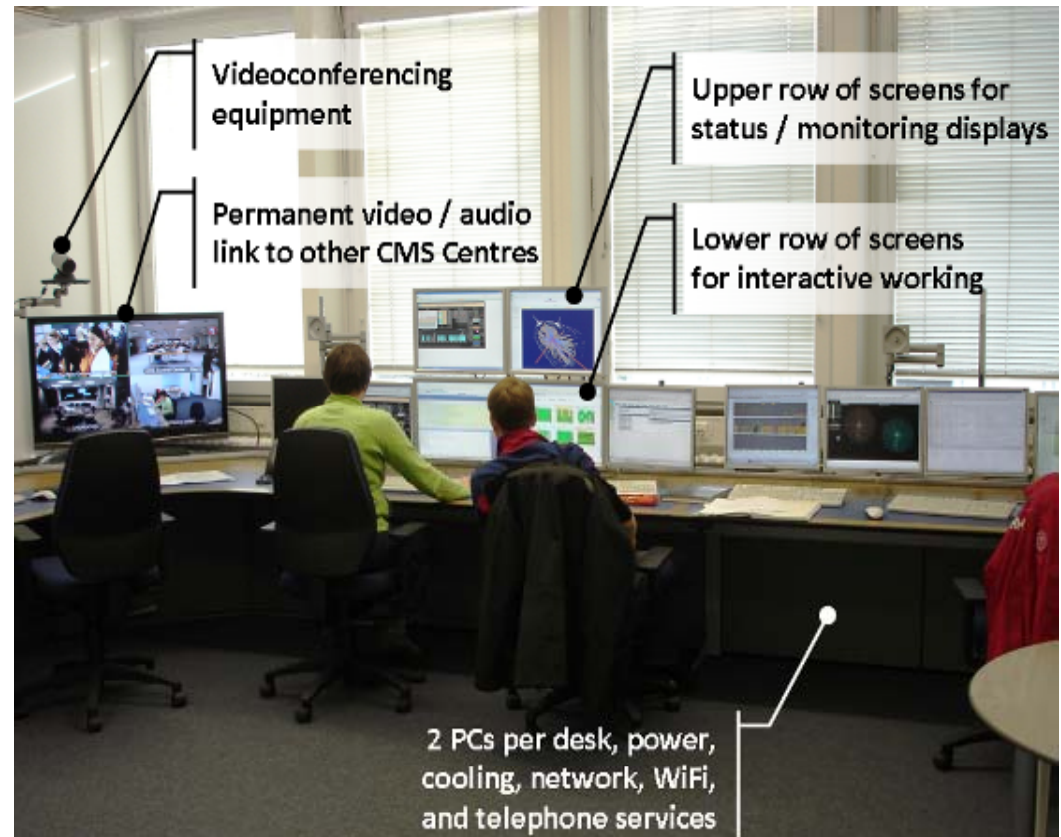 Videoconferencing
equipment
Permanent video / audio
link to other CMS Centres
Upper row of screens for
status / monitoring displays
Lower row of screens
for interactive working
2 PCs per desk, power,
cooling, network, WiFi,
and telephone services